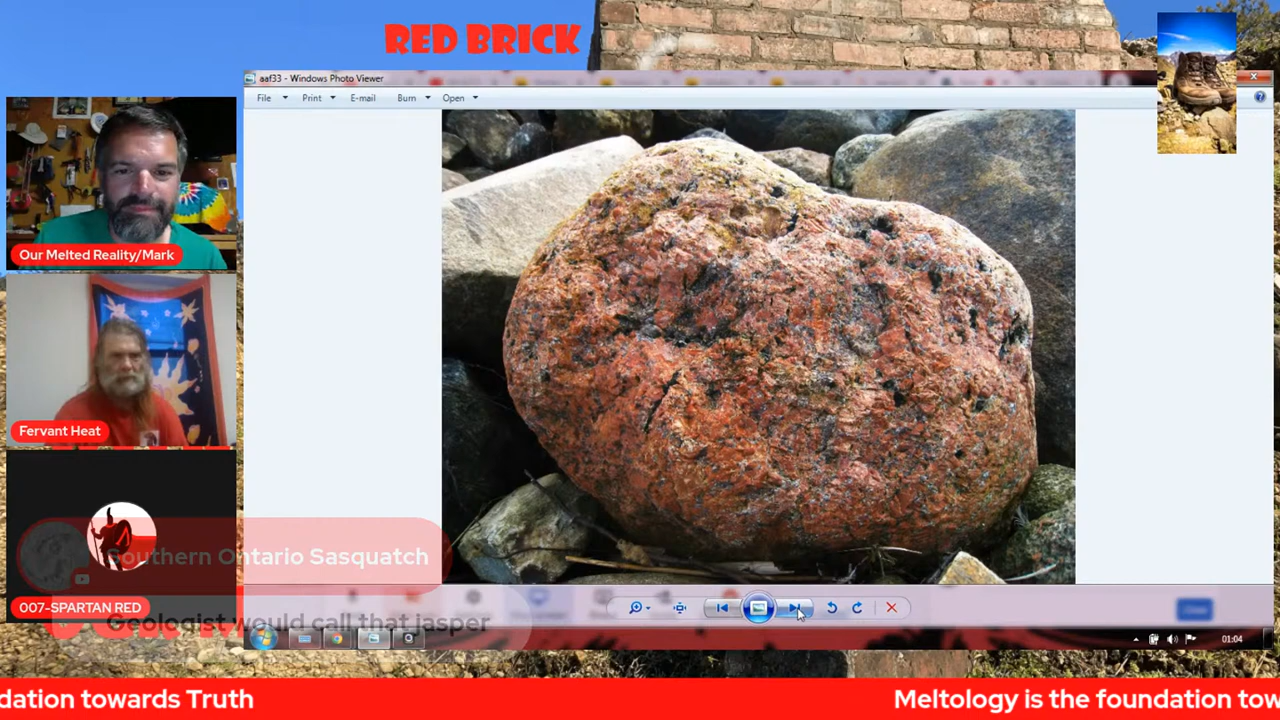 RED BRICK
aaf33 - Windows Photo Viewer
File Print E-mail Burn Open
Our Melted Reality/Mark
Fervant Heat
Southern Ontario Sasquatch
007-SPARTAN RED
Geologist would call that jasper
01:04
dation towards Truth
Meltology is the foundation tow